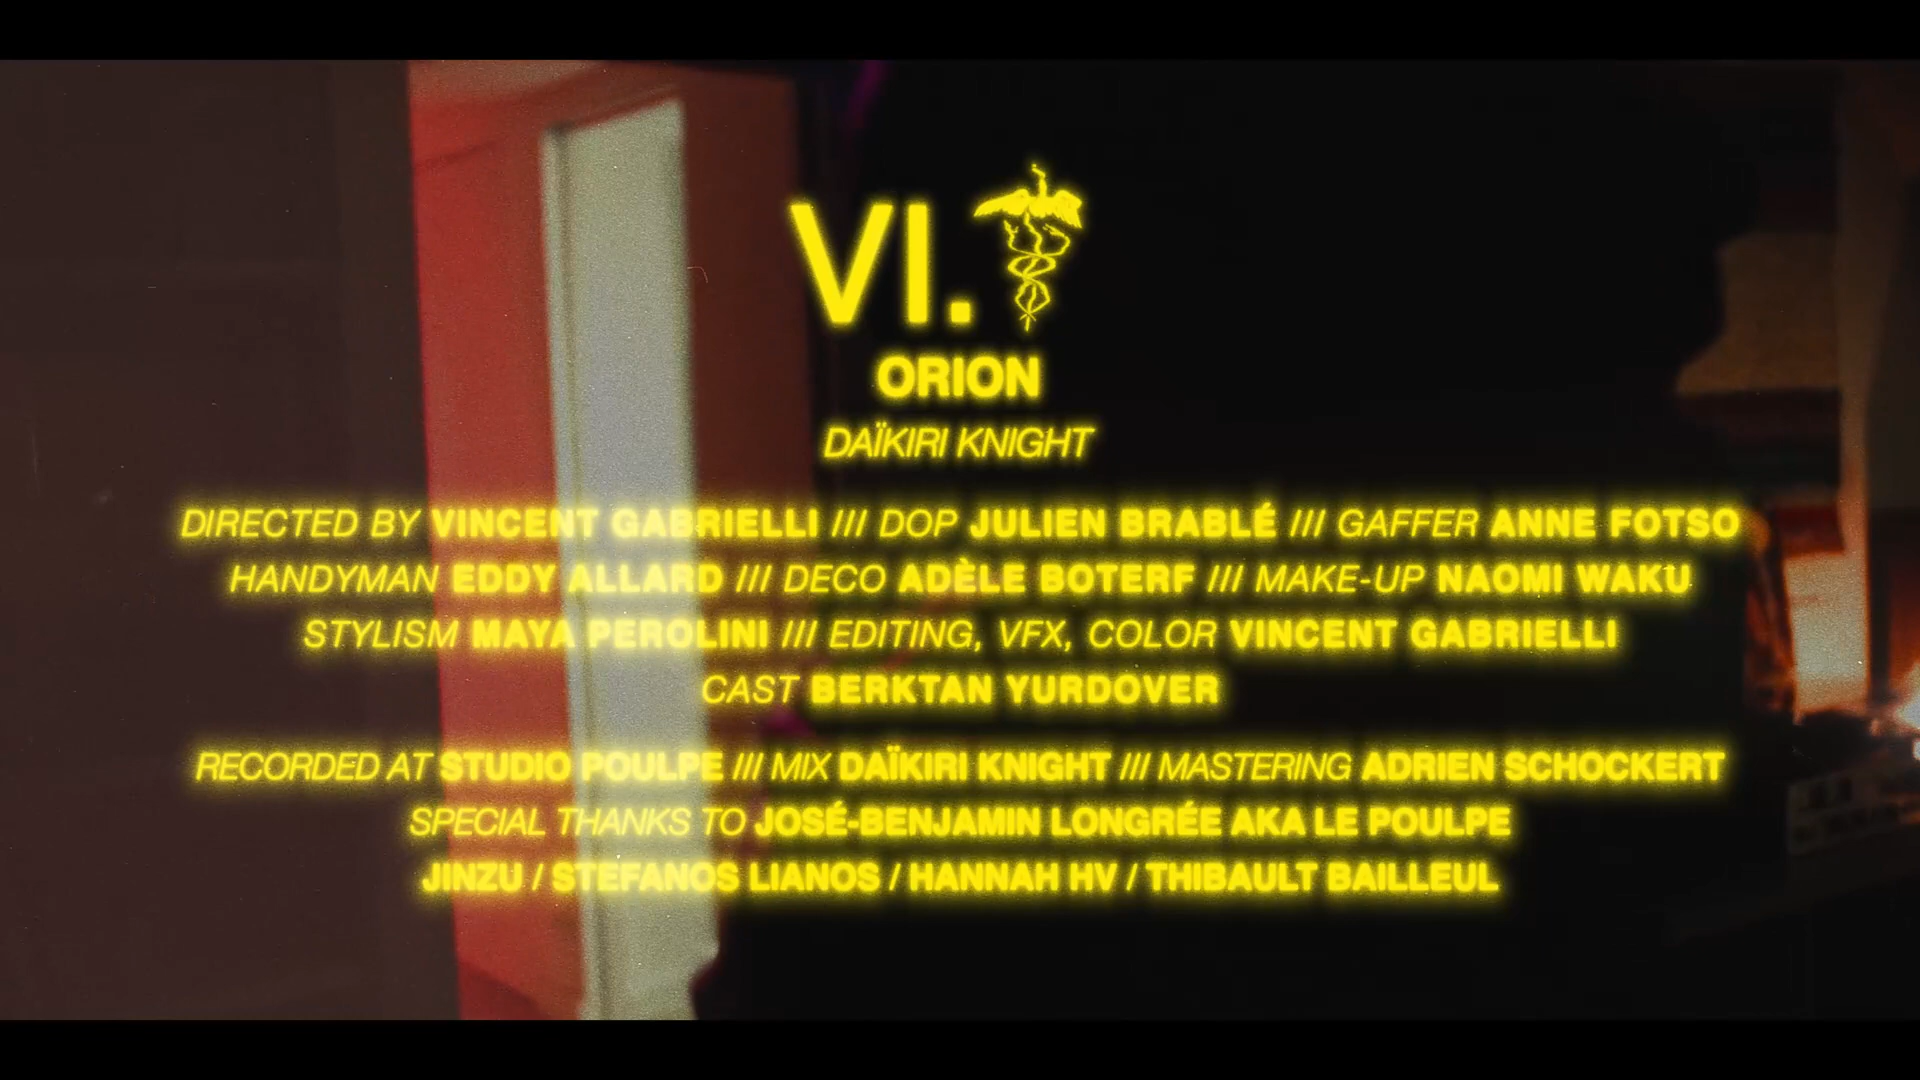 VI.
ORION
DAÏKIRI KNIGHT
DIRECTED BY VINCENT GABRIELLI /// DOP JULIEN BRABLÉ /// GAFFER ANNE FOTSO
HANDYMAN EDDY ALLARD /// DECO ADÈLE BOTERF /// MAKE-UP NAOMI WAKU
STYLISM MAYA PEROLINI /// EDITING, VFX, COLOR VINCENT GABRIELLI
CAST BERKTAN YURDOVER
RECORDED AT STUDIO POULPE /// MIX DAÏKIRI KNIGHT /// MASTERING ADRIEN SCHOCKERT
SPECIAL THANKS TO JOSÉ-BENJAMIN LONGRÉE AKA LE POULPE
JINZU / STEFANOS LIANOS / HANNAH HV / THIBAULT BAILLEUL